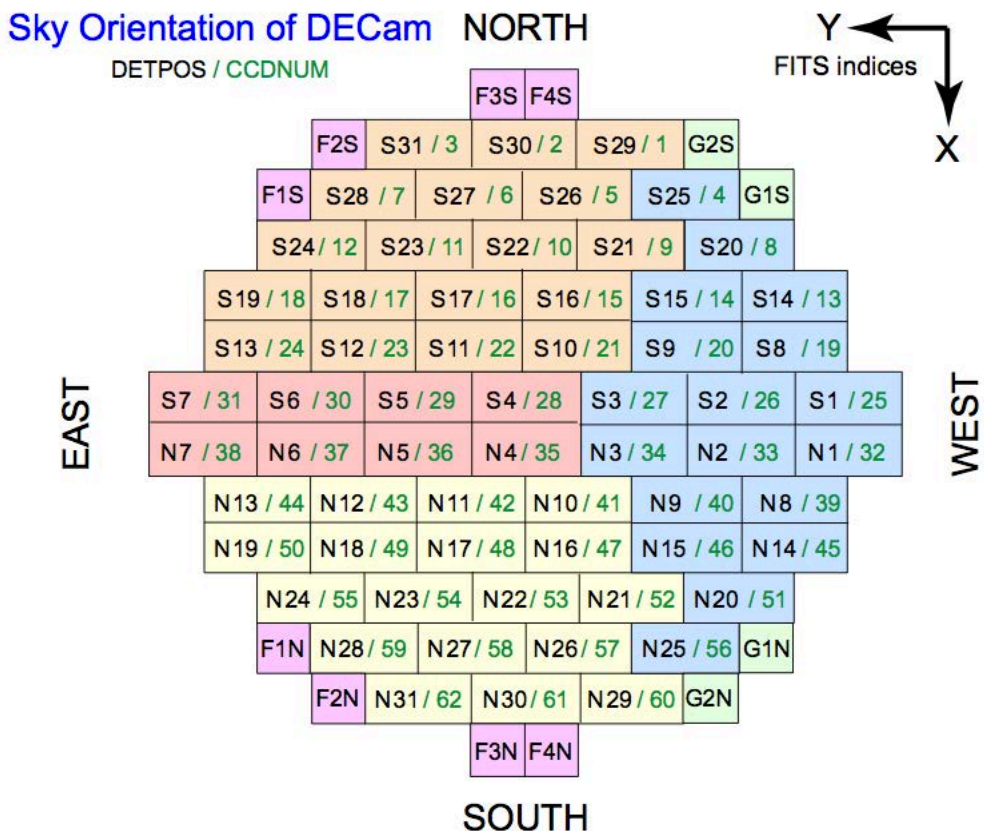 Sky Orientation of DECam NORTH Y
DETPOS / CCDNUM FITS indices
F3S F4S
X
F2S S31 / 3 S30 / 2 S29 / 1 G2S
F1S S28 / 7 S27 / 6 S26 / 5 S25 / 4 G1S
S24 / 12 S23 / 11 S22 / 10 S21 / 9 S20 / 8
S19 / 18 S18 / 17 S17 / 16 S16 / 15 S15 / 14 S14 / 13
S13 / 24 S12 / 23 S11 / 22 S10 / 21 S9 / 20 S8 / 19
S7 / 31 S6 / 30 S5 / 29 S4 / 28 S3 / 27 S2 / 26 S1 / 25
EAST WEST
N7 / 38 N6 / 37 N5 / 36 N4 / 35 N3 / 34 N2 / 33 N1 / 32
N13 / 44 N12 / 43 N11 / 42 N10 / 41 N9 / 40 N8 / 39
N19 / 50 N18 / 49 N17 / 48 N16 / 47 N15 / 46 N14 / 45
N24 / 55 N23 / 54 N22 / 53 N21 / 52 N20 / 51
F1N N28 / 59 N27 / 58 N26 / 57 N25 / 56 G1N
F2N N31 / 62 N30 / 61 N29 / 60 G2N
F3N F4N
SOUTH